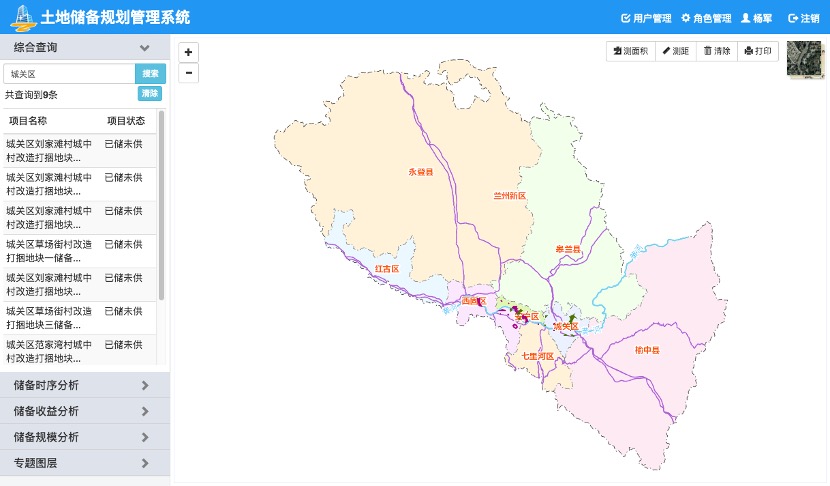 土地储备规划管理系统
用户管理 角色管理 杨军 注销
综合查询
城关区 搜索
共查询到9条 清除
项目名称 项目状态
城关区刘家滩村城中 已储未供
村改造打捆地块...
城关区刘家滩村城中 已储未供
村改造打捆地块...
城关区刘家滩村城中 已储未供
村改造打捆地块...
城关区草场街村改造 已储未供
打捆地块一储备...
城关区刘家滩村城中 已储未供
村改造打捆地块...
城关区草场街村改造 已储未供
打捆地块三储备...
城关区范家湾村城中 已储未供
村改造打捆地块...
储备时序分析
储备收益分析
储备规模分析
专题图层
+
−
测面积 测距 清除 打印
永登县
兰州新区
皋兰县
红古区
西固区
城关区
七里河区
榆中县